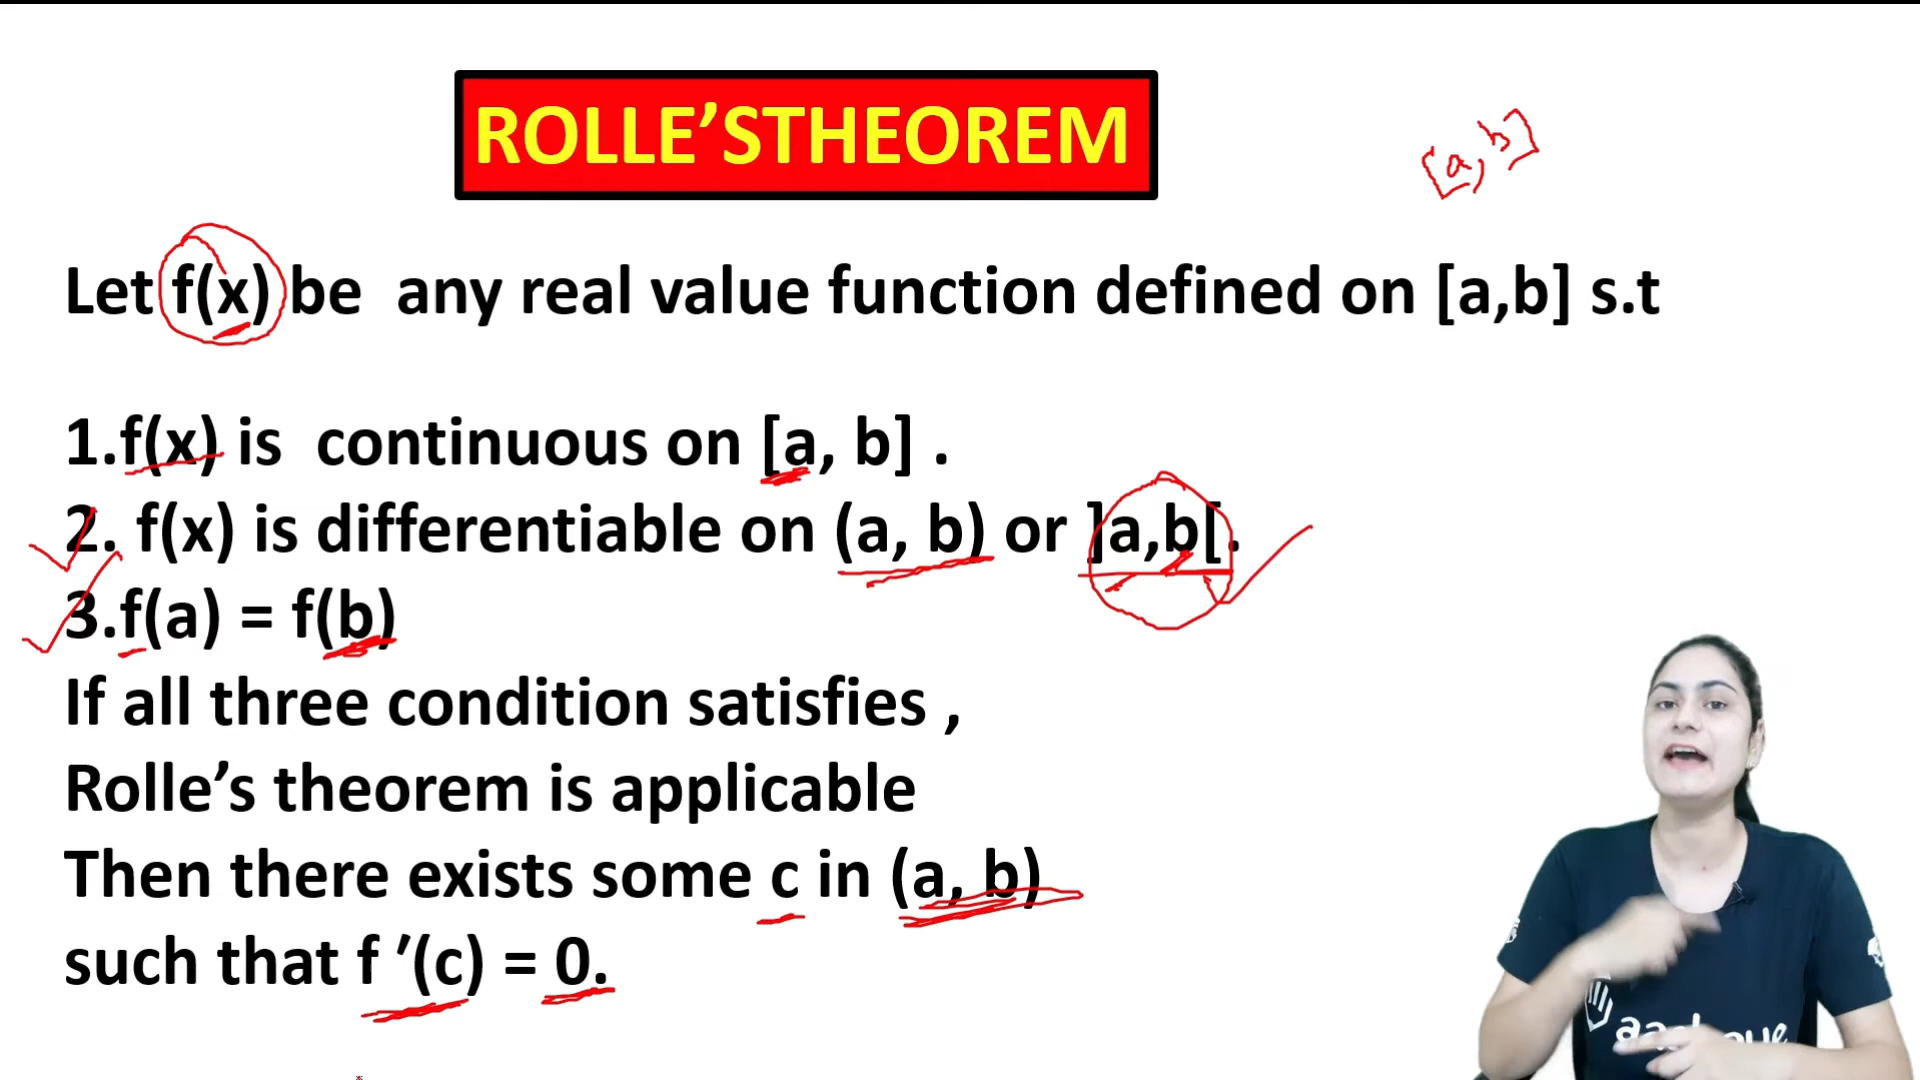 ROLLE’STHEOREM
[a, b]
Let f(x) be any real value function defined on [a,b] s.t
1.f(x) is continuous on [a, b] .
2. f(x) is differentiable on (a, b) or ]a,b[.
3.f(a) = f(b)
If all three condition satisfies ,
Rolle’s theorem is applicable
Then there exists some c in (a, b)
such that f ′(c) = 0.